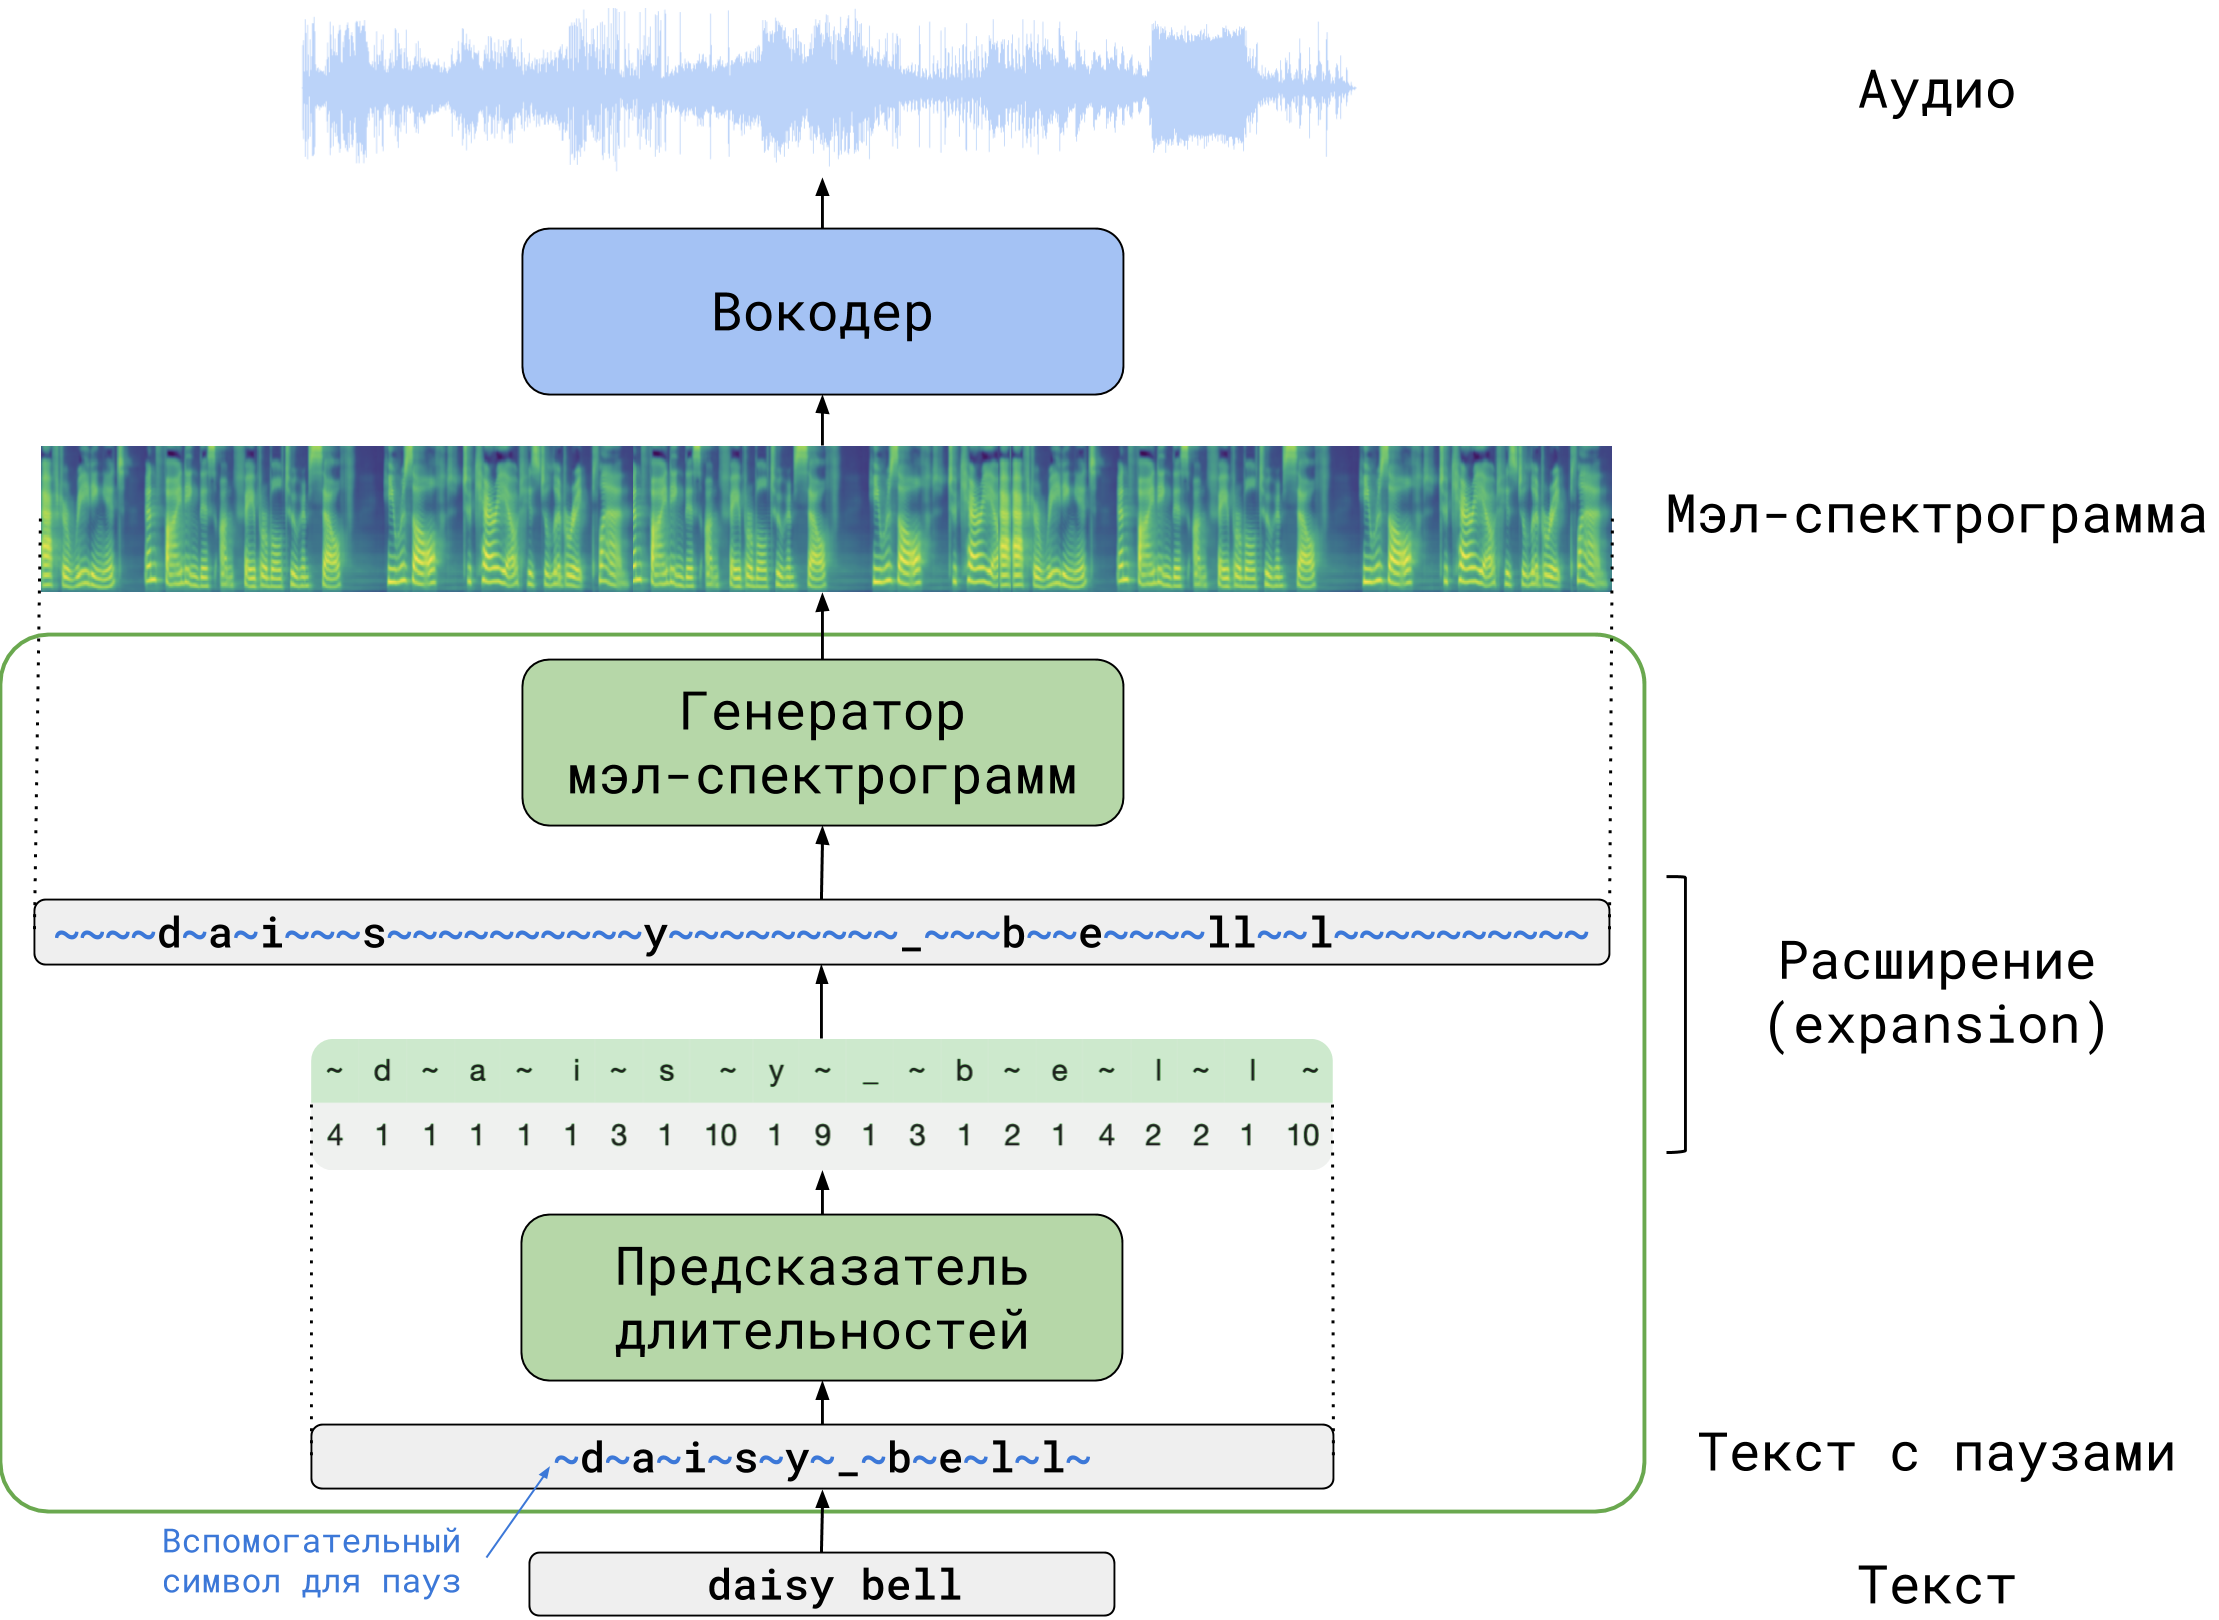 Аудио
Вокодер
Мэл-спектрограмма
Генератор
мэл-спектрограмм
~~~~d~a~i~~~s~~~~~~~~~~y~~~~~~~~~_~~~b~~e~~~~ll~~l~~~~~~~~~~
Расширение
(expansion)
~ d ~ a ~ i ~ s ~ y ~ _ ~ b ~ e ~ l ~ l ~
4 1 1 1 1 1 3 1 10 1 9 1 3 1 2 1 4 2 2 1 10
Предсказатель
длительностей
~d~a~i~s~y~_~b~e~l~l~
Текст с паузами
Вспомогательный
символ для пауз
daisy bell
Текст